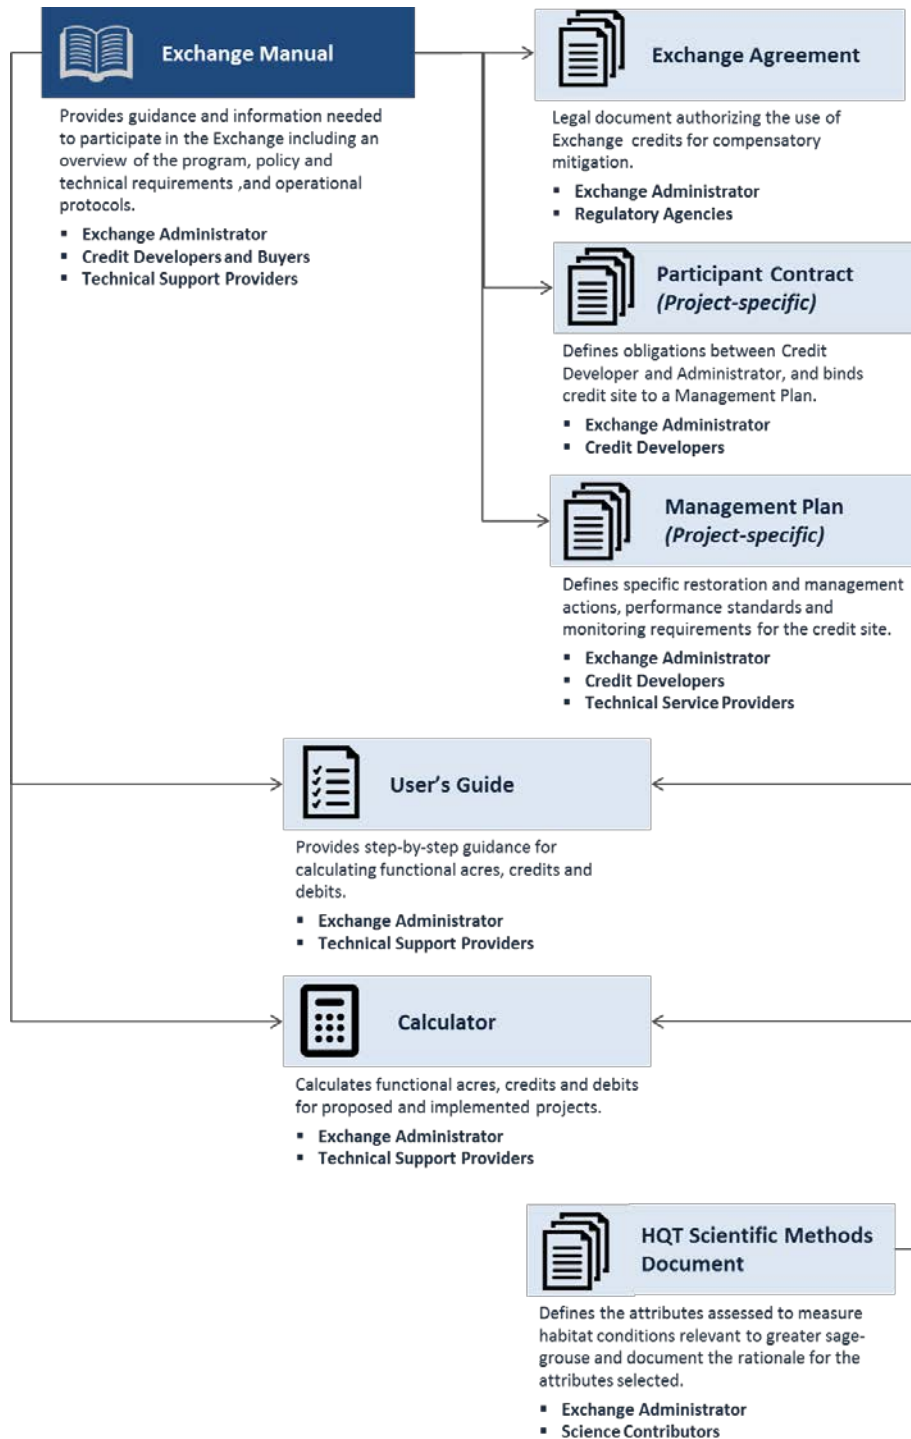 Exchange Manual
Provides guidance and information needed
to participate in the Exchange including an
overview of the program, policy and
technical requirements ,and operational
protocols.
▪ Exchange Administrator
▪ Credit Developers and Buyers
▪ Technical Support Providers
Exchange Agreement
Legal document authorizing the use of
Exchange credits for compensatory
mitigation.
▪ Exchange Administrator
▪ Regulatory Agencies
Participant Contract
(Project-specific)
Defines obligations between Credit
Developer and Administrator, and binds
credit site to a Management Plan.
▪ Exchange Administrator
▪ Credit Developers
Management Plan
(Project-specific)
Defines specific restoration and management
actions, performance standards and
monitoring requirements for the credit site.
▪ Exchange Administrator
▪ Credit Developers
▪ Technical Service Providers
User's Guide
Provides step-by-step guidance for
calculating functional acres, credits and
debits.
▪ Exchange Administrator
▪ Technical Support Providers
Calculator
Calculates functional acres, credits and debits
for proposed and implemented projects.
▪ Exchange Administrator
▪ Technical Support Providers
HQT Scientific Methods
Document
Defines the attributes assessed to measure
habitat conditions relevant to greater sage-
grouse and document the rationale for the
attributes selected.
▪ Exchange Administrator
▪ Science Contributors